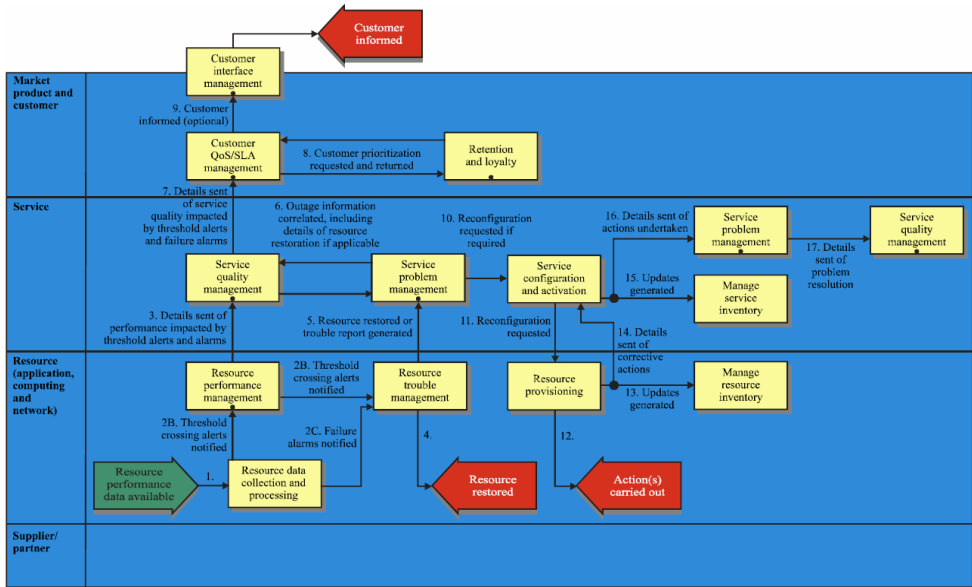 Customer
informed
Customer
interface
management
Market
product and
customer
9. Customer
informed (optional)
Customer
QoS/SLA
management
8. Customer prioritization
requested and returned
Retention
and loyalty
7. Details sent
of service
quality impacted
by threshold alerts
and failure alarms
Service
6. Outage information
correlated, including
details of resource
restoration if applicable
10. Reconfiguration
requested if
required
16. Details sent of
actions undertaken
Service
problem
management
17. Details
sent of
problem
resolution
Service
quality
management
Service
quality
management
Service
problem
management
Service
configuration
and activation
15. Updates
generated
Manage
service
inventory
3. Details sent of
performance impacted by
threshold alerts and alarms
5. Resource restored or
trouble report generated
11. Reconfiguration
requested
14. Details
sent of
corrective
actions
Resource
(application,
computing
and
network)
Resource
performance
management
2B. Threshold
crossing alerts
notified
Resource
trouble
management
Resource
provisioning
13. Updates
generated
Manage
resource
inventory
2B. Threshold
crossing alerts
notified
2C. Failure
alarms notified
4.
12.
Resource
performance
data available
1.
Resource data
collection and
processing
Resource
restored
Action(s)
carried out
Supplier/
partner